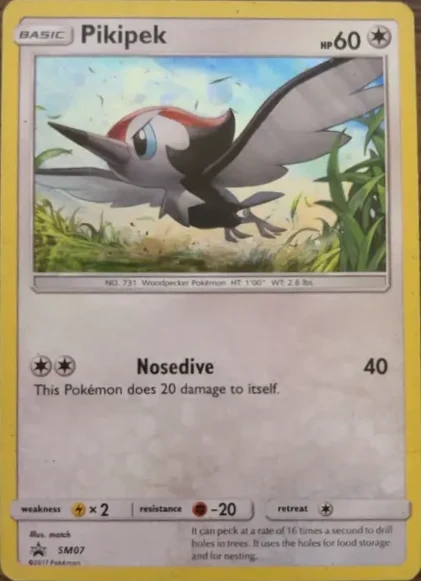 BASIC Pikipek HP60
NO. 731 Woodpecker Pokémon HT: 1'00" WT: 2.6 lbs.
Nosedive 40
This Pokémon does 20 damage to itself.
weakness ×2 resistance -20 retreat
Illus. match
It can peck at a rate of 16 times a second to drill
holes in trees. It uses the holes for food storage
and for nesting.
SM07
©2017 Pokémon